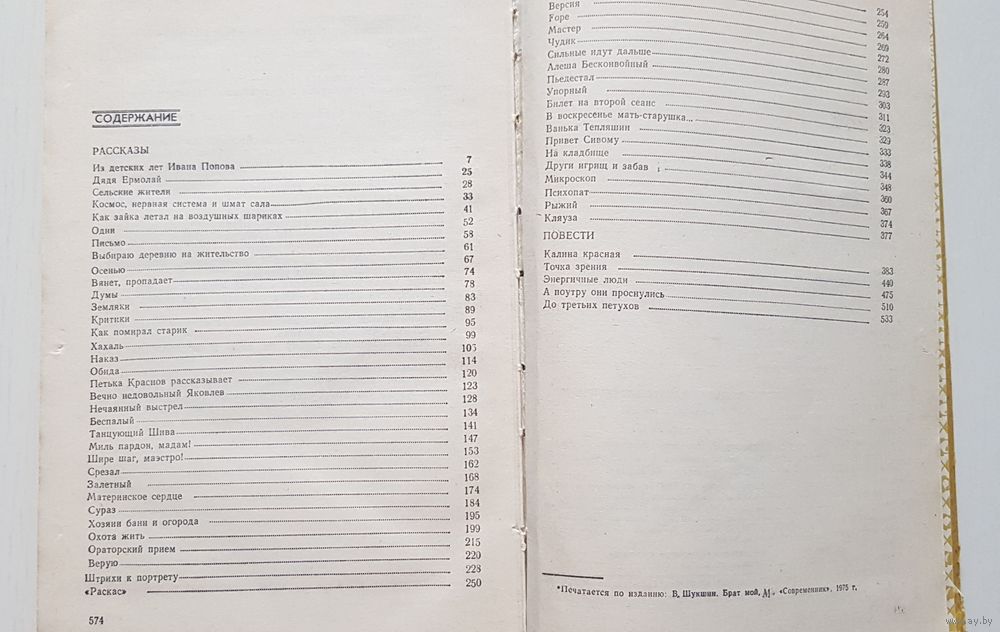 СОДЕРЖАНИЕ
РАССКАЗЫ
Из детских лет Ивана Попова 7
Дядя Ермолай 25
Сельские жители 28
Космос, нервная система и шмат сала 33
Как зайка летал на воздушных шариках 41
Одни 52
Письмо 58
Выбираю деревню на жительство 61
Осенью 67
Вянет, пропадает 74
Думы 78
Земляки 83
Критики 89
Как помирал старик 95
Хахаль 99
Наказ 105
Обида 114
Петька Краснов рассказывает 120
Вечно недовольный Яковлев 123
Нечаянный выстрел 128
Беспалый 134
Танцующий Шива 141
Миль пардон, мадам! 147
Шире шаг, маэстро! 153
Срезал 162
Залетный 168
Материнское сердце 174
Сураз 184
Хозяин бани и огорода 195
Охота жить 199
Ораторский прием 215
Верую 220
Штрихи к портрету 228
«Раскас» 250
574
254
259
Версия 264
Горе 269
Мастер 272
Чудик 280
Сильные идут дальше 287
Алеша Бесконвойный 293
Пьедестал 303
Упорный 311
Билет на второй сеанс 323
В воскресенье мать-старушка... 329
Ванька Тепляшин 333
Привет Сивому 338
На кладбище 344
Други игрищ и забав 348
Микроскоп 360
Психопат 367
Рыжий 374
Кляуза 377
ПОВЕСТИ
Калина красная 383
Точка зрения 440
Энергичные люди 475
А поутру они проснулись 510
До третьих петухов 533
*Печатается по изданию: В. Шукшин. Брат мой, М., «Современник», 1975 г.
www.ay.by